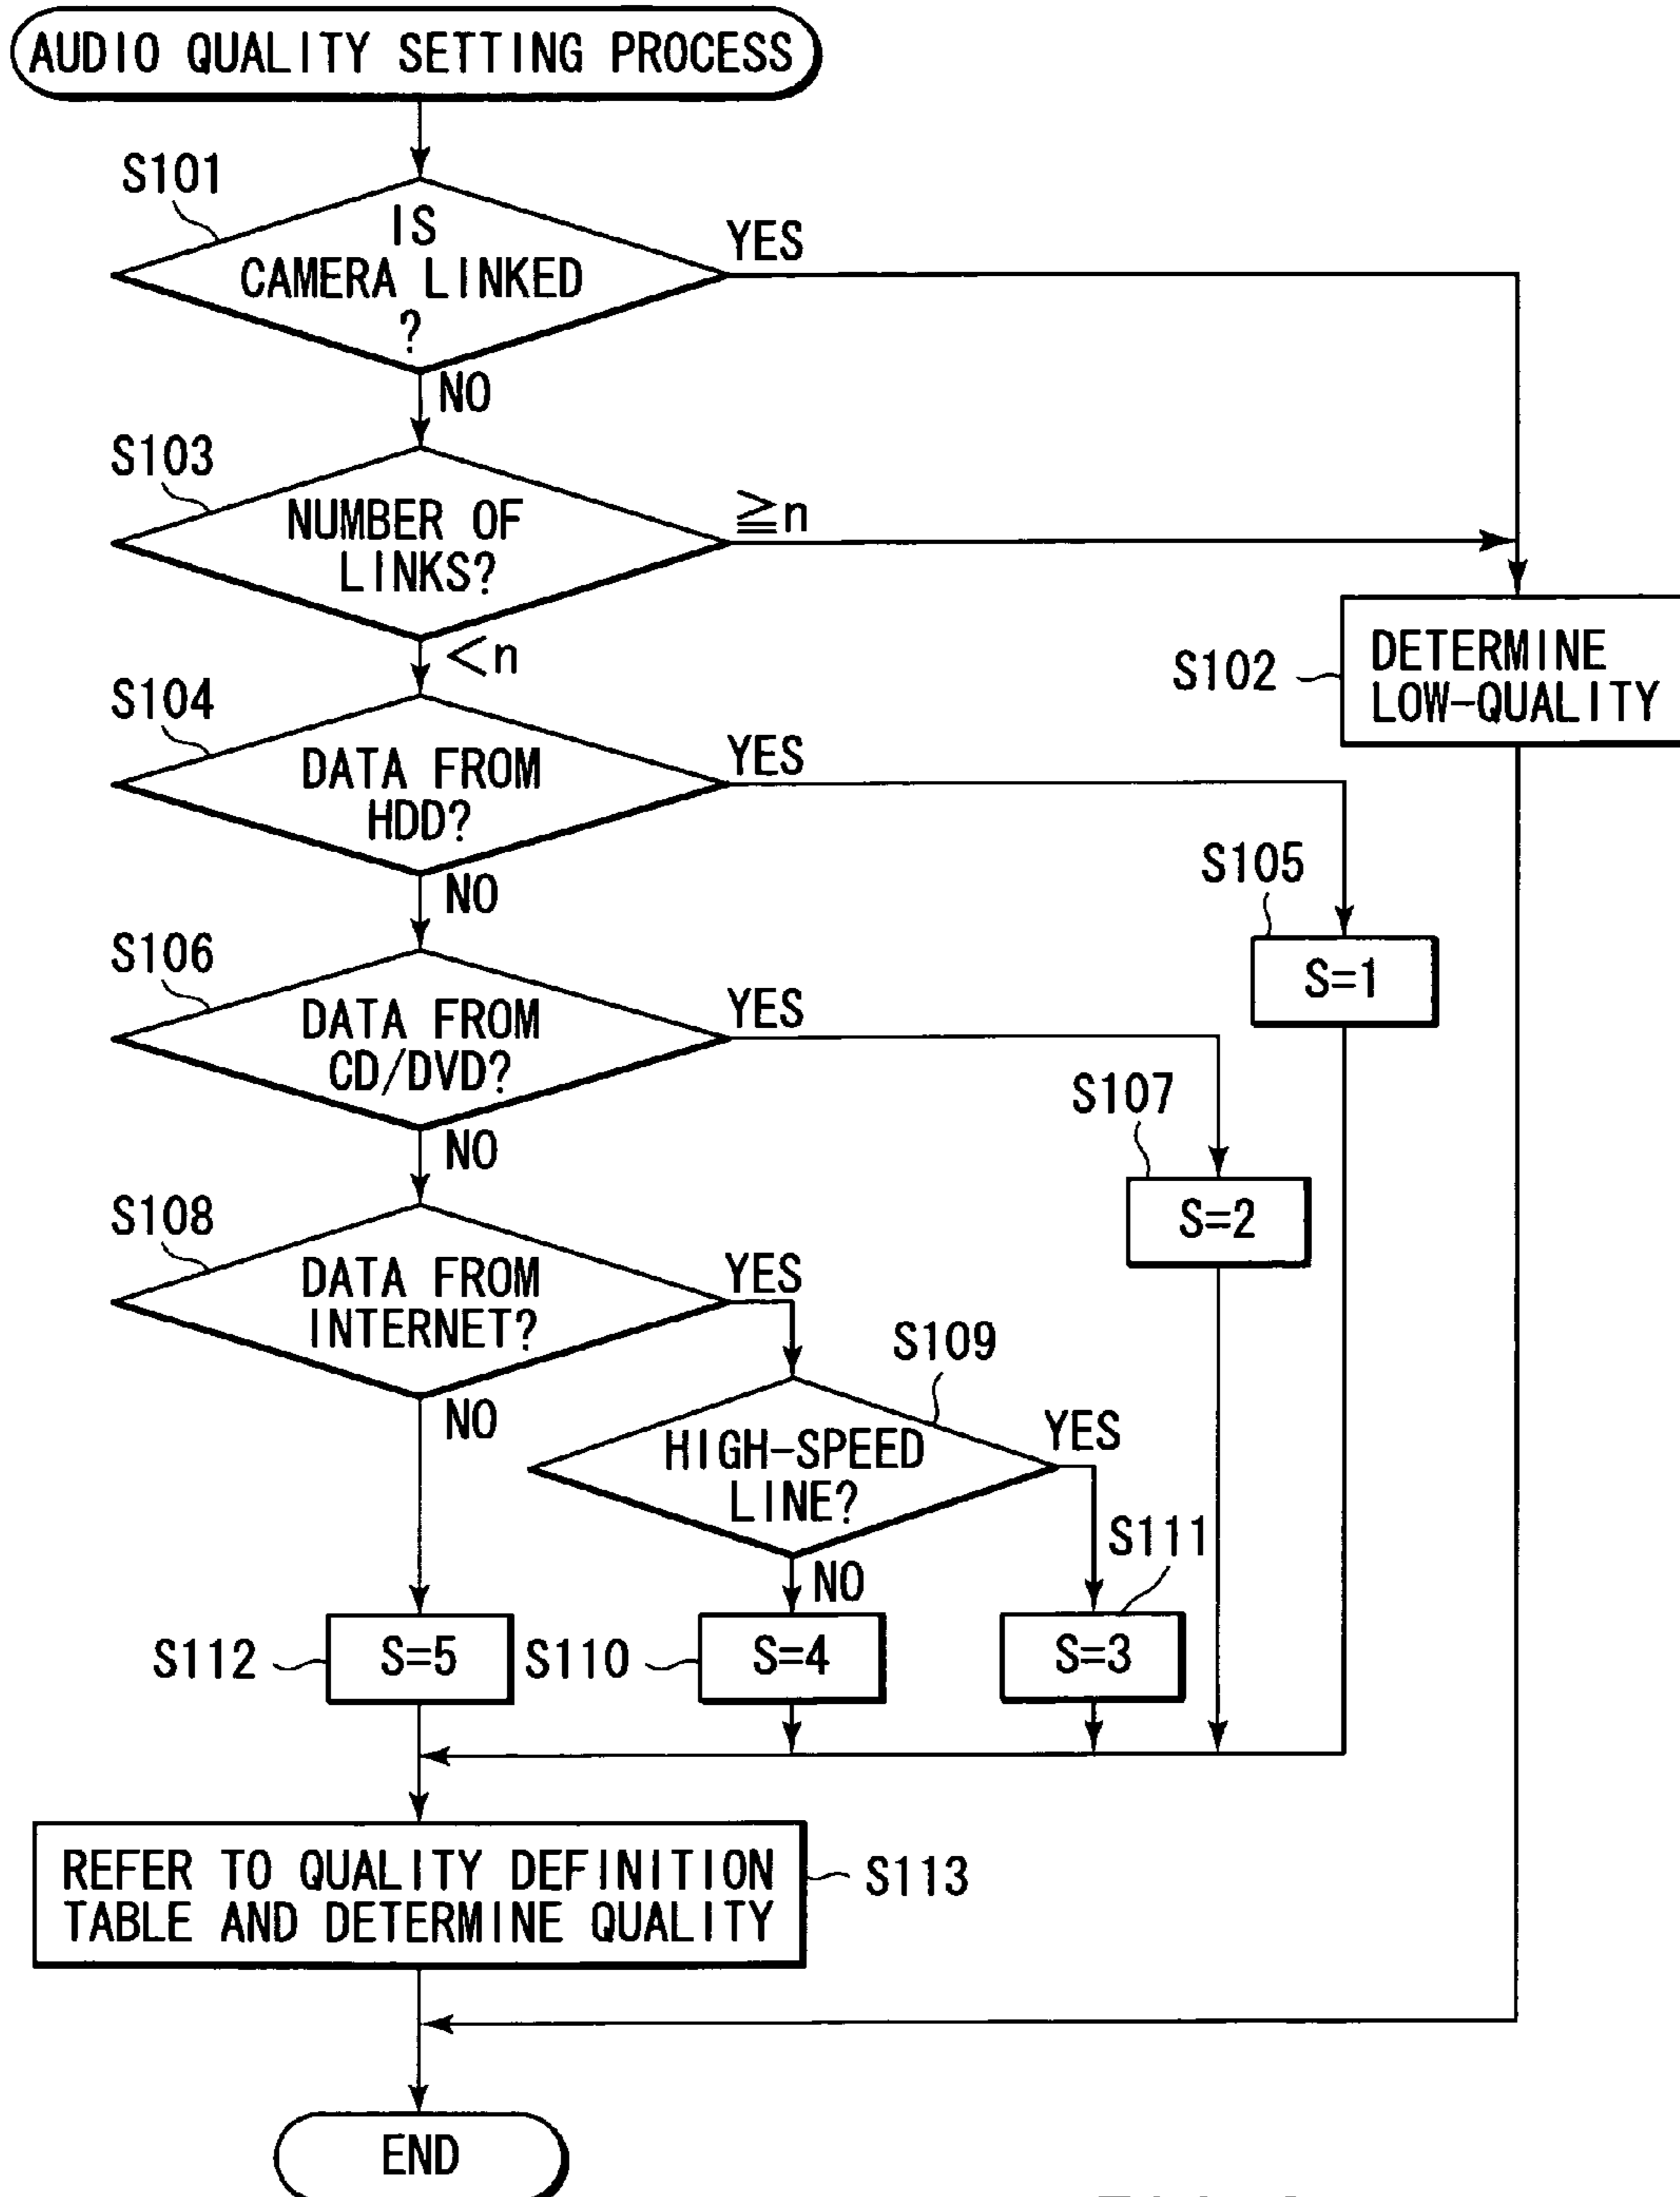 AUDIO QUALITY SETTING PROCESS
S101
IS
CAMERA LINKED
?
YES
NO
S103
NUMBER OF
LINKS?
≧n
<n
S102
DETERMINE
LOW-QUALITY
S104
DATA FROM
HDD?
YES
NO
S105
S=1
S106
DATA FROM
CD/DVD?
YES
NO
S107
S=2
S108
DATA FROM
INTERNET?
YES
NO
S109
HIGH-SPEED
LINE?
YES
NO
S111
S112
S=5
S110
S=4
S=3
REFER TO QUALITY DEFINITION
TABLE AND DETERMINE QUALITY
S113
END